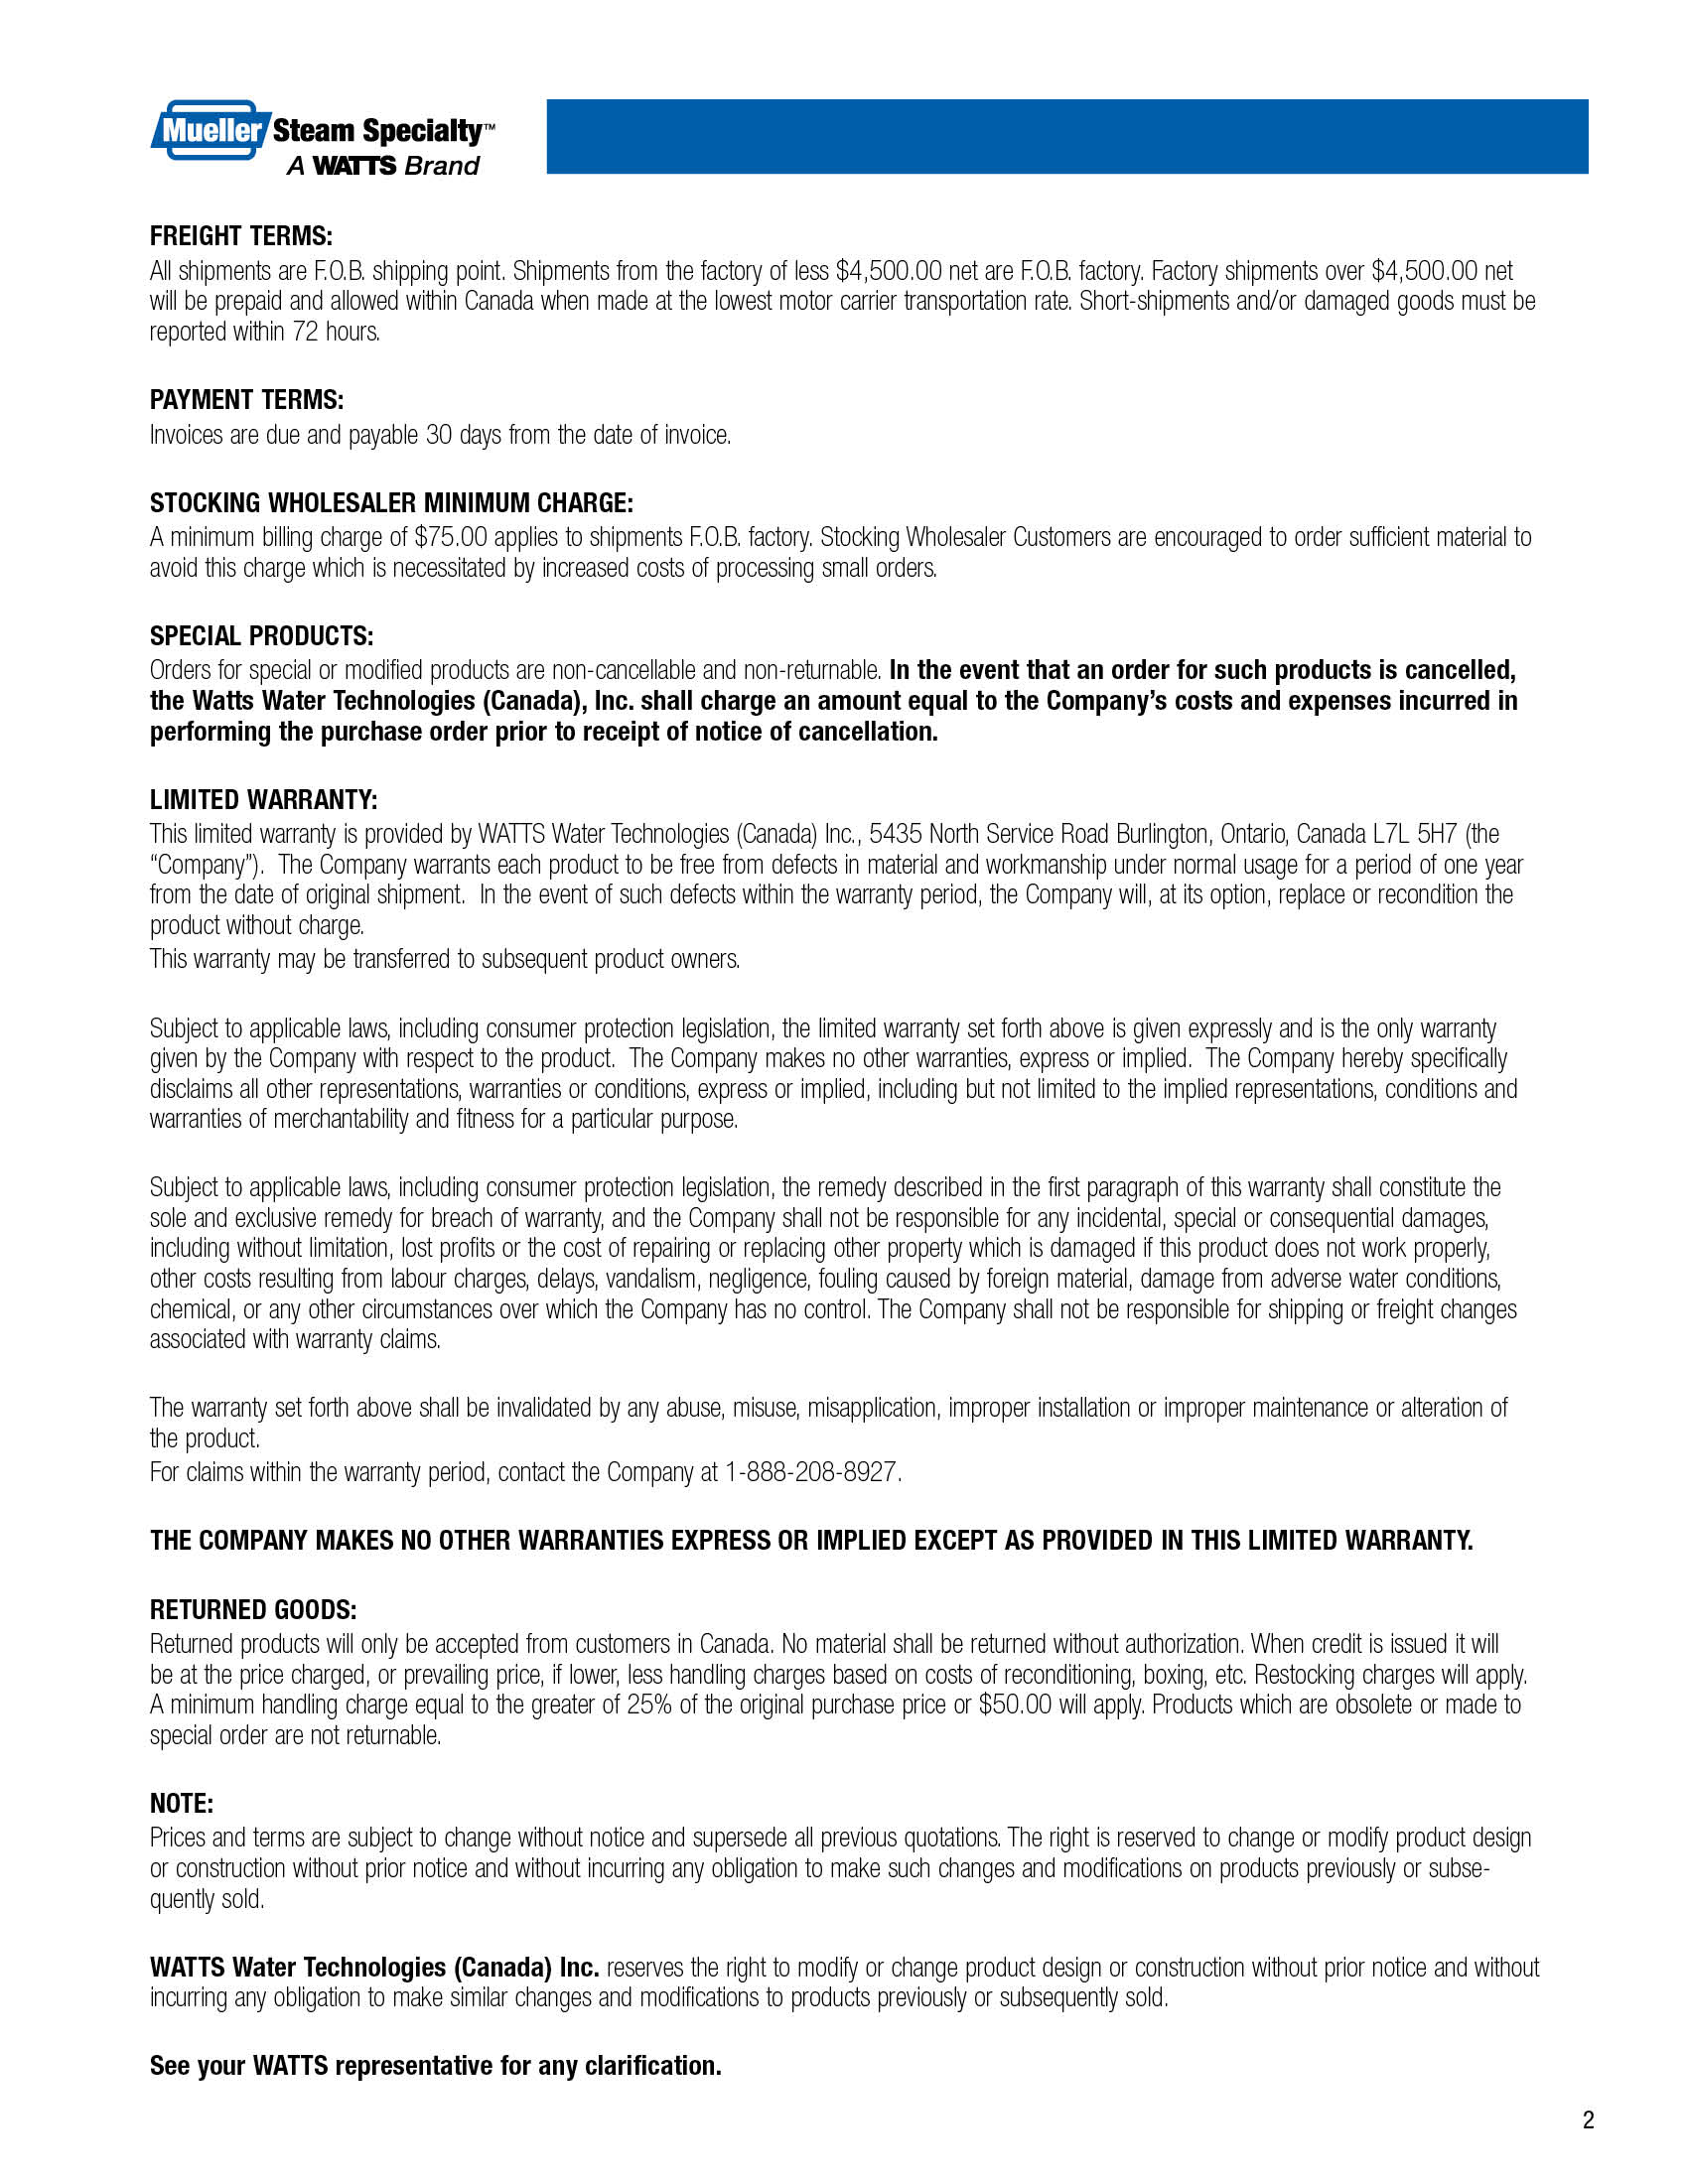 Mueller Steam Specialty™
A WATTS Brand
FREIGHT TERMS:
All shipments are F.O.B. shipping point. Shipments from the factory of less $4,500.00 net are F.O.B. factory. Factory shipments over $4,500.00 net
will be prepaid and allowed within Canada when made at the lowest motor carrier transportation rate. Short-shipments and/or damaged goods must be
reported within 72 hours.
PAYMENT TERMS:
Invoices are due and payable 30 days from the date of invoice.
STOCKING WHOLESALER MINIMUM CHARGE:
A minimum billing charge of $75.00 applies to shipments F.O.B. factory. Stocking Wholesaler Customers are encouraged to order sufficient material to
avoid this charge which is necessitated by increased costs of processing small orders.
SPECIAL PRODUCTS:
Orders for special or modified products are non-cancellable and non-returnable. In the event that an order for such products is cancelled,
the Watts Water Technologies (Canada), Inc. shall charge an amount equal to the Company's costs and expenses incurred in
performing the purchase order prior to receipt of notice of cancellation.
LIMITED WARRANTY:
This limited warranty is provided by WATTS Water Technologies (Canada) Inc., 5435 North Service Road Burlington, Ontario, Canada L7L 5H7 (the
“Company”).  The Company warrants each product to be free from defects in material and workmanship under normal usage for a period of one year
from the date of original shipment.  In the event of such defects within the warranty period, the Company will, at its option, replace or recondition the
product without charge.
This warranty may be transferred to subsequent product owners.
Subject to applicable laws, including consumer protection legislation, the limited warranty set forth above is given expressly and is the only warranty
given by the Company with respect to the product.  The Company makes no other warranties, express or implied.  The Company hereby specifically
disclaims all other representations, warranties or conditions, express or implied, including but not limited to the implied representations, conditions and
warranties of merchantability and fitness for a particular purpose.
Subject to applicable laws, including consumer protection legislation, the remedy described in the first paragraph of this warranty shall constitute the
sole and exclusive remedy for breach of warranty, and the Company shall not be responsible for any incidental, special or consequential damages,
including without limitation, lost profits or the cost of repairing or replacing other property which is damaged if this product does not work properly,
other costs resulting from labour charges, delays, vandalism, negligence, fouling caused by foreign material, damage from adverse water conditions,
chemical, or any other circumstances over which the Company has no control. The Company shall not be responsible for shipping or freight changes
associated with warranty claims.
The warranty set forth above shall be invalidated by any abuse, misuse, misapplication, improper installation or improper maintenance or alteration of
the product.
For claims within the warranty period, contact the Company at 1-888-208-8927.
THE COMPANY MAKES NO OTHER WARRANTIES EXPRESS OR IMPLIED EXCEPT AS PROVIDED IN THIS LIMITED WARRANTY.
RETURNED GOODS:
Returned products will only be accepted from customers in Canada. No material shall be returned without authorization. When credit is issued it will
be at the price charged, or prevailing price, if lower, less handling charges based on costs of reconditioning, boxing, etc. Restocking charges will apply.
A minimum handling charge equal to the greater of 25% of the original purchase price or $50.00 will apply. Products which are obsolete or made to
special order are not returnable.
NOTE:
Prices and terms are subject to change without notice and supersede all previous quotations. The right is reserved to change or modify product design
or construction without prior notice and without incurring any obligation to make such changes and modifications on products previously or subse-
quently sold.
WATTS Water Technologies (Canada) Inc. reserves the right to modify or change product design or construction without prior notice and without
incurring any obligation to make similar changes and modifications to products previously or subsequently sold.
See your WATTS representative for any clarification.
2